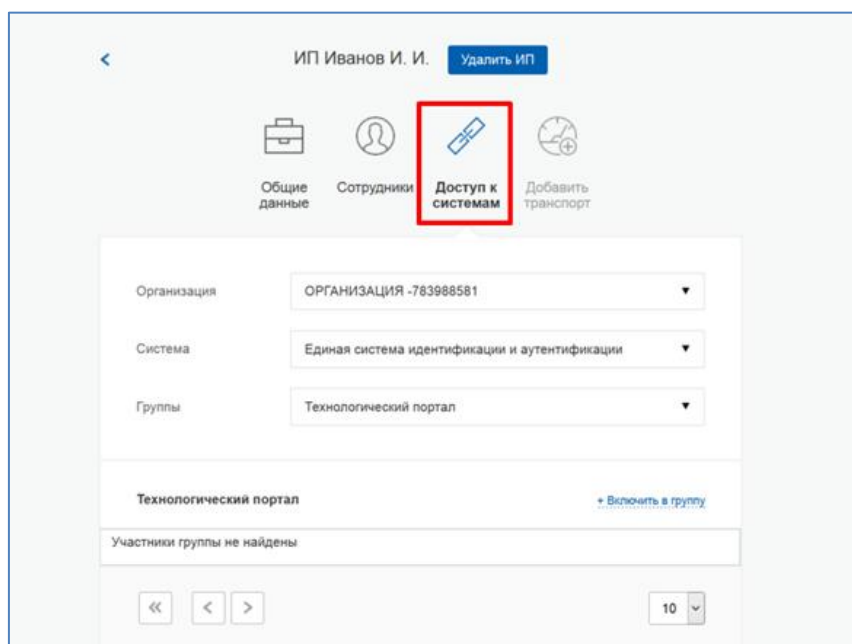 ИП Иванов И. И. Удалить ИП
Общие данные
Сотрудники
Доступ к системам
Добавить транспорт
Организация ОРГАНИЗАЦИЯ -783988581
Система Единая система идентификации и аутентификации
Группы Технологический портал
Технологический портал + Включить в группу
Участники группы не найдены
10